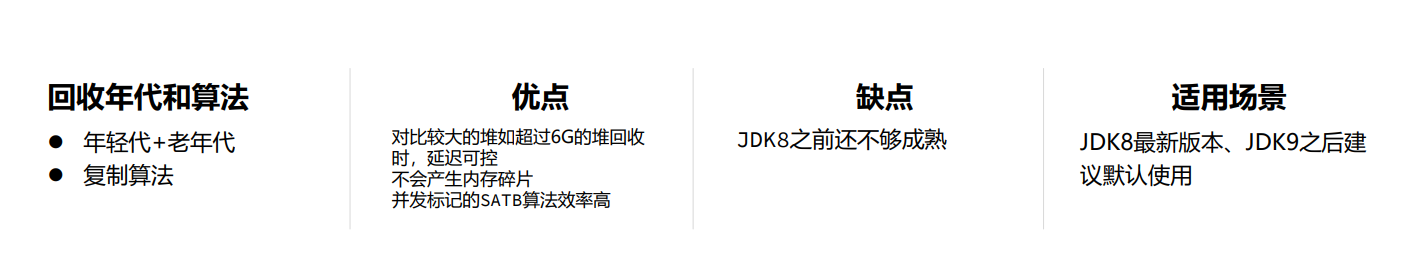 回收年代和算法
● 年轻代+老年代
● 复制算法
优点
对比较大的堆如超过6G的堆回收
时，延迟可控
不会产生内存碎片
并发标记的SATB算法效率高
缺点
JDK8之前还不够成熟
适用场景
JDK8最新版本、JDK9之后建
议默认使用